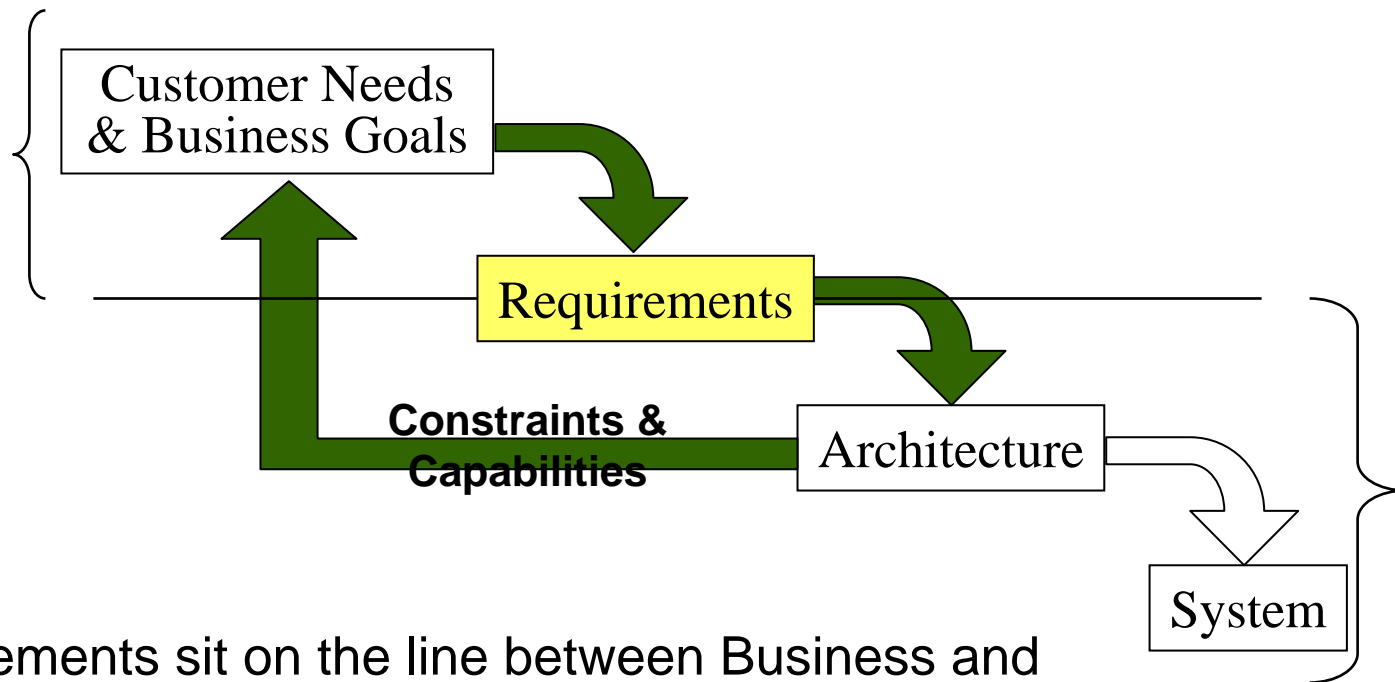 Customer Needs
& Business Goals
Requirements
Constraints &
Capabilities
Architecture
System
ements sit on the line between Business and